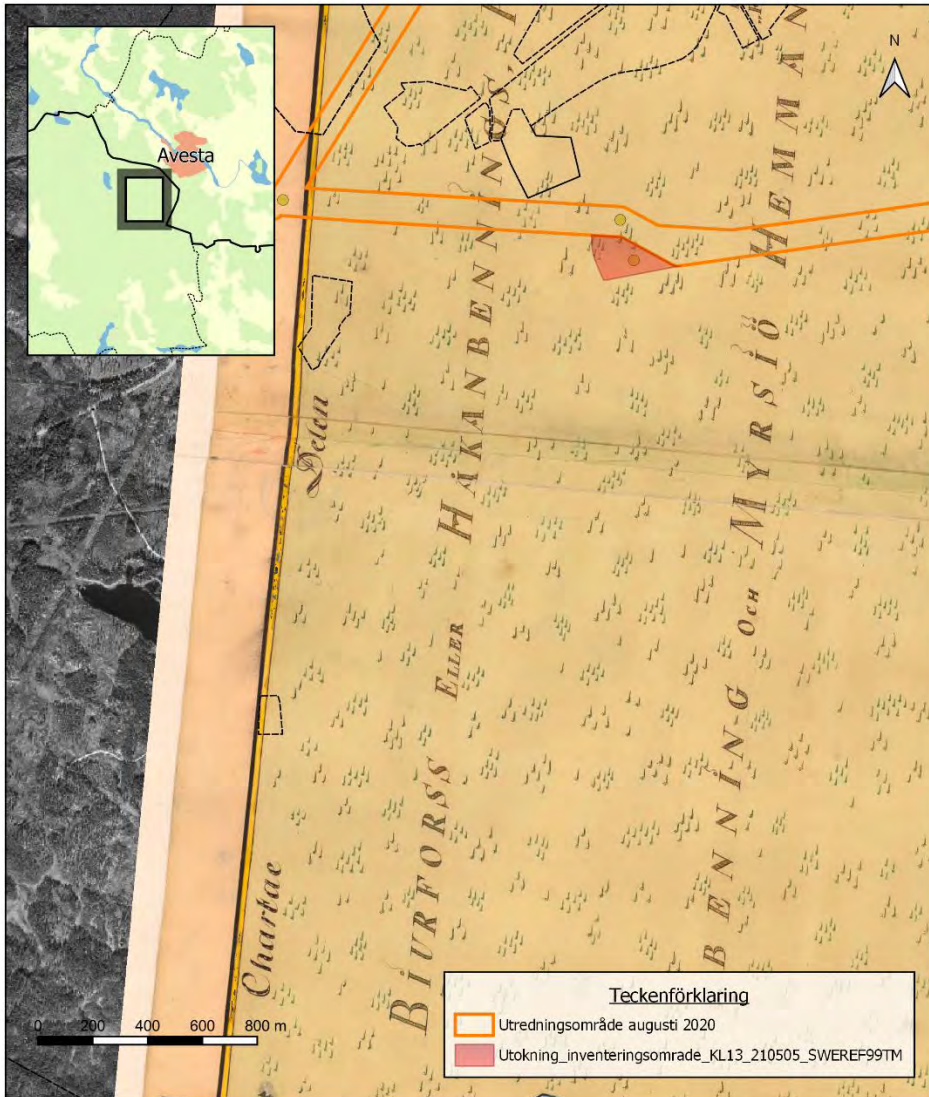 Avesta
N
HÅKANBENNINGS
HEMMAN
Delen
BIURFORSS ELLER
BENNING OCH MYRSIÖ
Chartae
0 200 400 600 800 m
Teckenförklaring
Utredningsområde augusti 2020
Utokning_inventeringsomrade_KL13_210505_SWEREF99TM